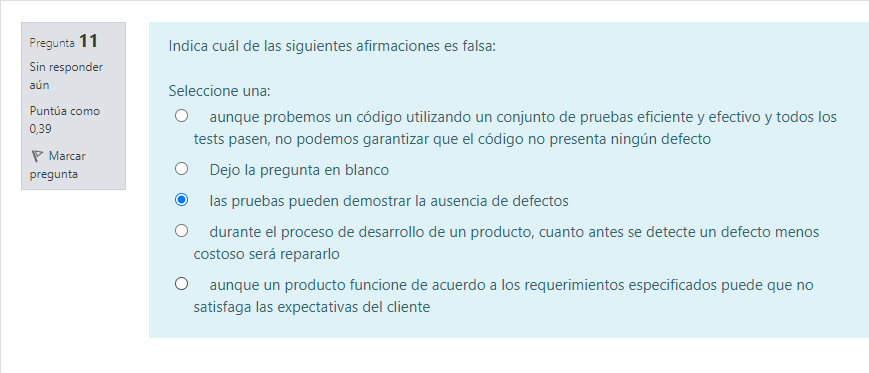 Pregunta 11
Sin responder
aún
Puntúa como
0,39
Marcar
pregunta
Indica cuál de las siguientes afirmaciones es falsa:
Seleccione una:
aunque probemos un código utilizando un conjunto de pruebas eficiente y efectivo y todos los
tests pasen, no podemos garantizar que el código no presenta ningún defecto
Dejo la pregunta en blanco
las pruebas pueden demostrar la ausencia de defectos
durante el proceso de desarrollo de un producto, cuanto antes se detecte un defecto menos
costoso será repararlo
aunque un producto funcione de acuerdo a los requerimientos especificados puede que no
satisfaga las expectativas del cliente